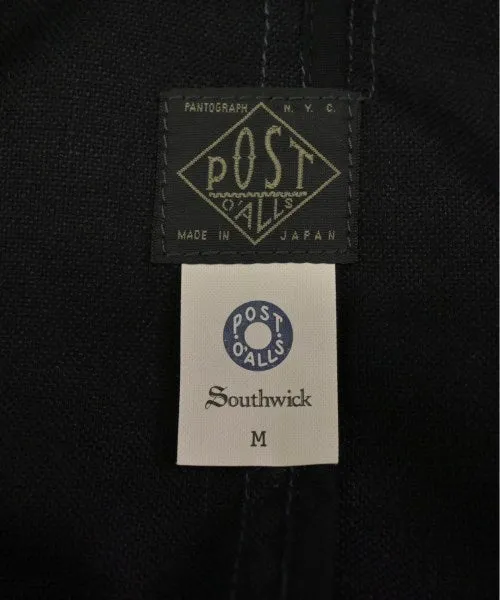 PANTOGRAPH N. Y. C.
POST
O'ALLS
MADE IN JAPAN
POST
O'ALLS
Southwick
M